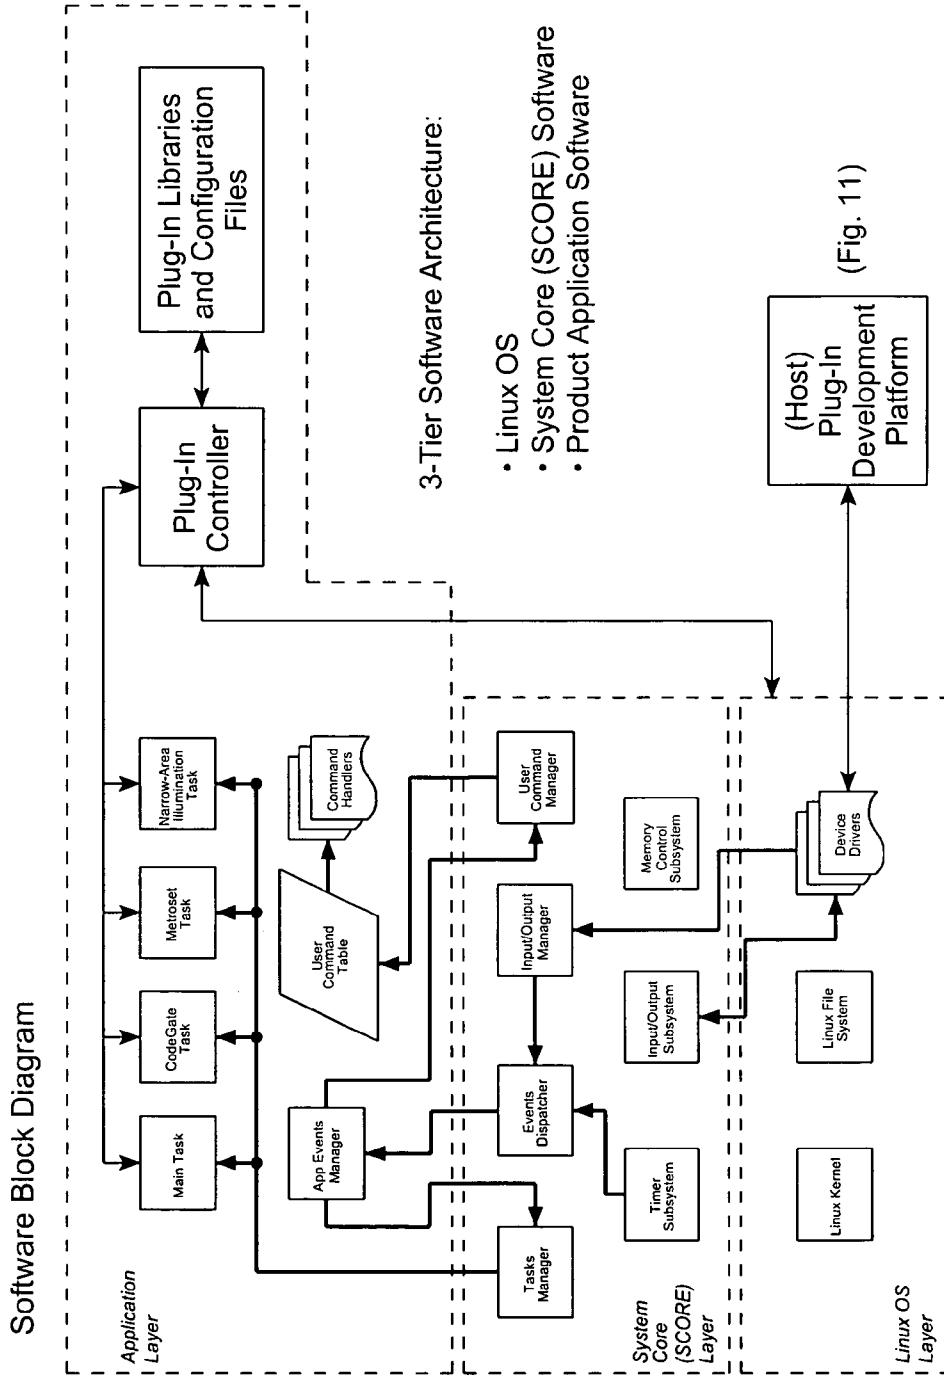 Software Block Diagram
Application
Layer
Main Task
CodeGate
Task
Metroset
Task
Narrow-Area
Illumination
Task
Plug-In
Controller
Plug-In Libraries
and Configuration
Files
App Events
Manager
User
Command
Table
Command
Handlers
3-Tier Software Architecture:
• Linux OS
• System Core (SCORE) Software
• Product Application Software
System
Core
(SCORE)
Layer
Tasks
Manager
Events
Dispatcher
Input/Output
Manager
User
Command
Manager
Timer
Subsystem
Input/Output
Subsystem
Memory
Control
Subsystem
Linux OS
Layer
Linux Kernel
Linux File
System
Device
Drivers
(Host)
Plug-In
Development
Platform
(Fig. 11)